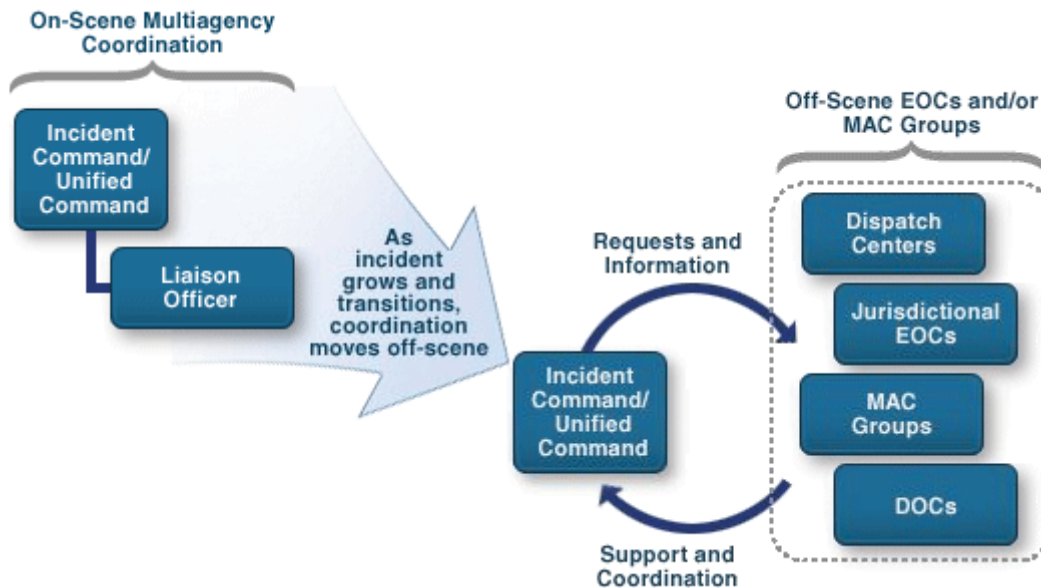 On-Scene Multiagency
Coordination
Incident
Command/
Unified
Command
Liaison
Officer
As
incident
grows and
transitions,
coordination
moves off-scene
Incident
Command/
Unified
Command
Requests and
Information
Support and
Coordination
Off-Scene EOCs and/or
MAC Groups
Dispatch
Centers
Jurisdictional
EOCs
MAC
Groups
DOCs